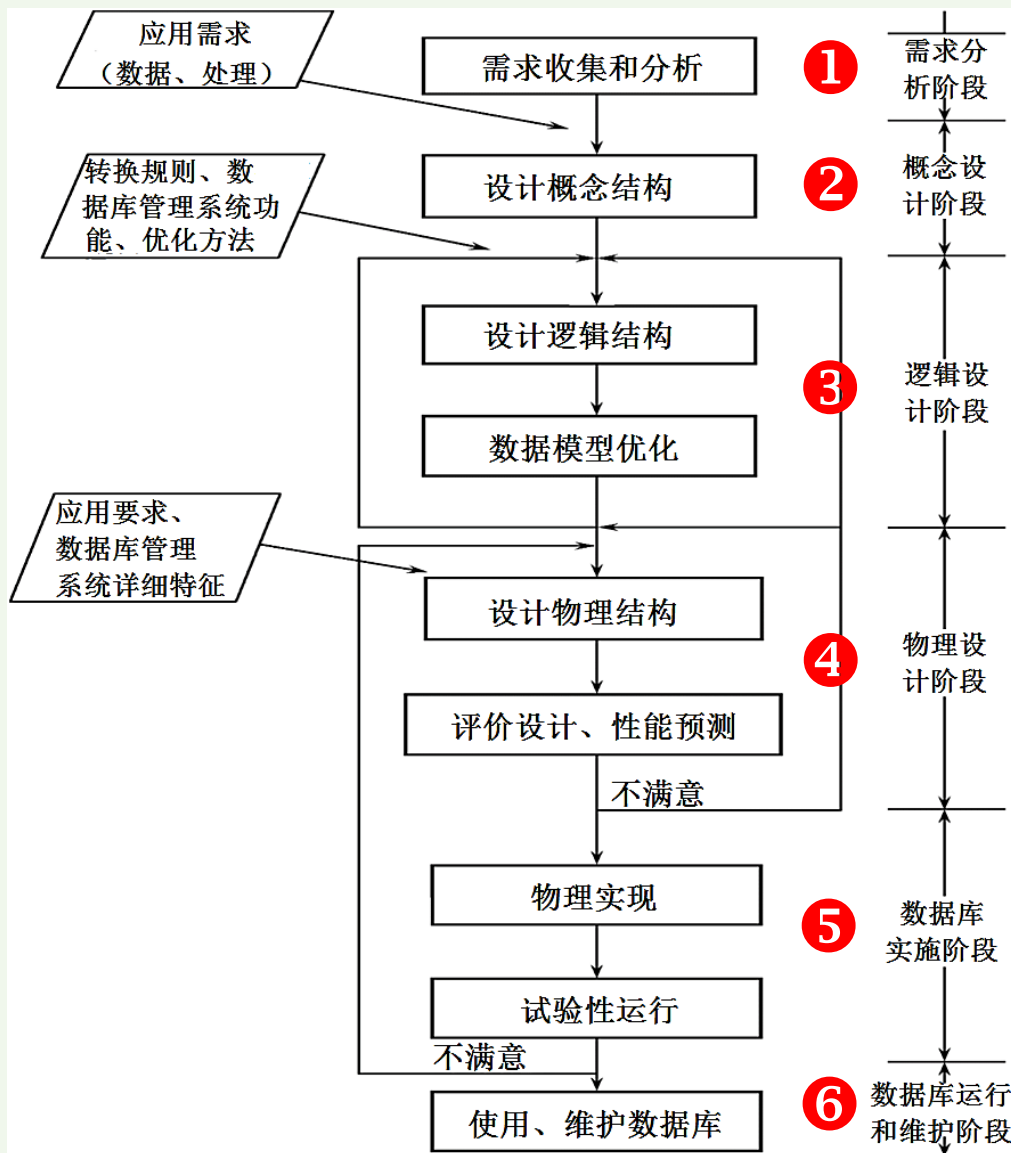 应用需求
（数据、处理）
需求收集和分析
❶
需求分
析阶段
转换规则、数
据库管理系统功
能、优化方法
设计概念结构
❷
概念设
计阶段
设计逻辑结构
❸
逻辑设
计阶段
数据模型优化
应用要求、
数据库管理
系统详细特征
设计物理结构
❹
物理设
计阶段
评价设计、性能预测
不满意
物理实现
❺
数据库
实施阶段
试验性运行
不满意
使用、维护数据库
❻
数据库运行
和维护阶段